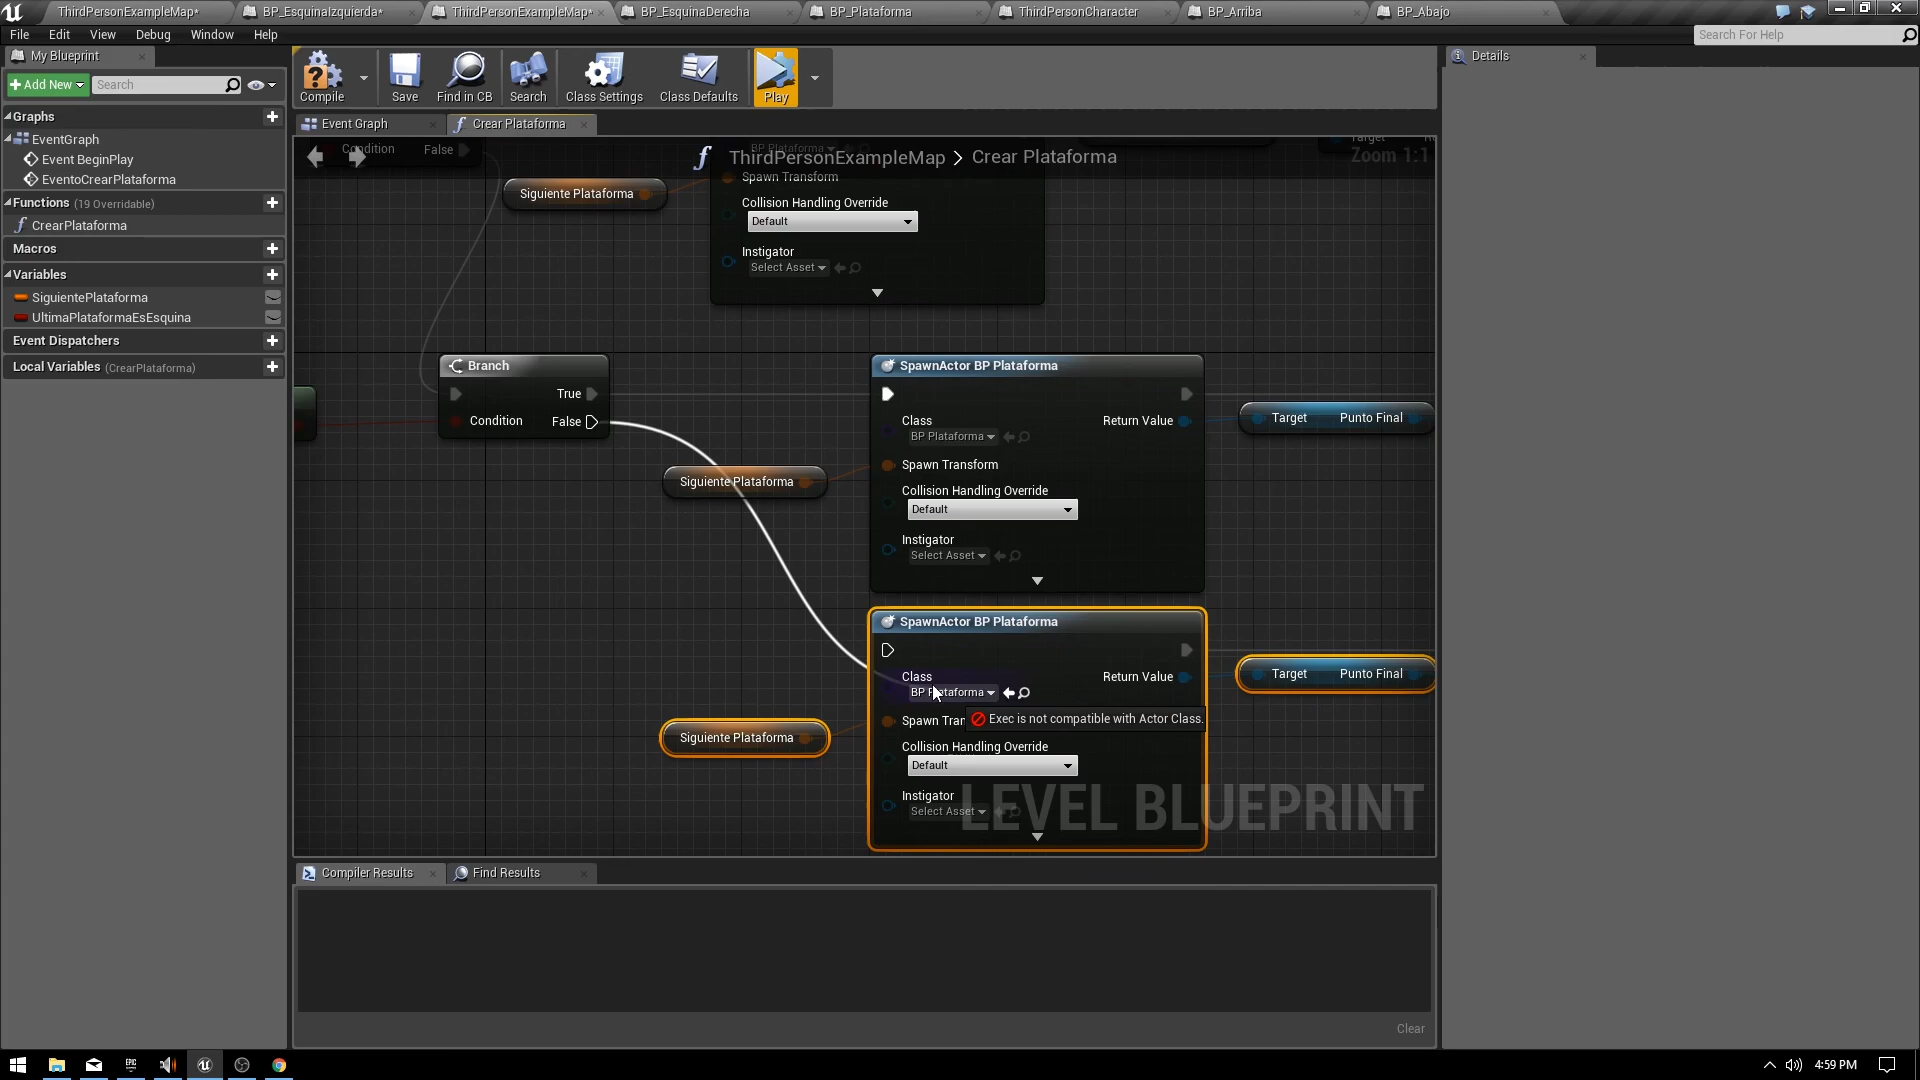 ThirdPersonExampleMap*
BP_EsquinaIzquierda*
ThirdPersonExampleMap*
BP_EsquinaDerecha
BP_Plataforma
ThirdPersonCharacter
BP_Arriba
BP_Abajo
File Edit View Debug Window Help
Search For Help
My Blueprint
Add New
Search
Compile
Save
Find in CB
Search
Class Settings
Class Defaults
Play
Details
Graphs
EventGraph
Event BeginPlay
EventoCrearPlataforma
Functions (19 Overridable)
CrearPlataforma
Macros
Variables
SiguientePlataforma
UltimaPlataformaEsEsquina
Event Dispatchers
Local Variables (CrearPlataforma)
Event Graph
Crear Plataforma
ThirdPersonExampleMap > Crear Plataforma
Zoom 1:1
Condition False
BP Plataforma
Target
Siguiente Plataforma
Spawn Transform
Collision Handling Override
Default
Instigator
Select Asset
Branch
True
Condition False
SpawnActor BP Plataforma
Class
BP Plataforma
Return Value
Target Punto Final
Siguiente Plataforma
Spawn Transform
Collision Handling Override
Default
Instigator
Select Asset
SpawnActor BP Plataforma
Class
Return Value
Target Punto Final
Siguiente Plataforma
Spawn Tran
Exec is not compatible with Actor Class.
Collision Handling Override
Default
Instigator
Select Asset
LEVEL BLUEPRINT
Compiler Results
Find Results
Clear
EPIC
4:59 PM